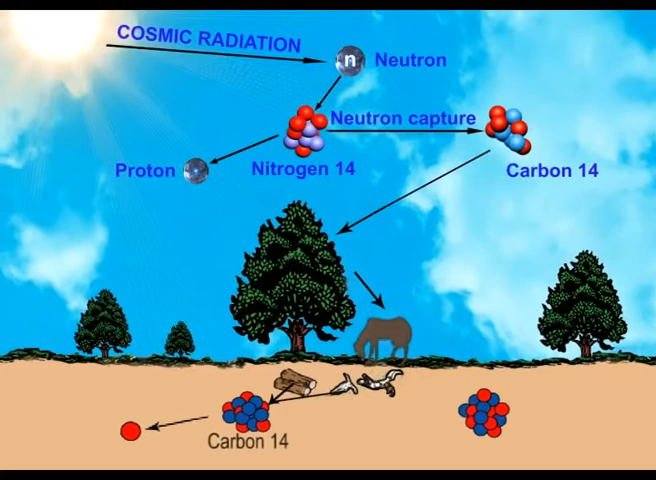 COSMIC RADIATION
n
Neutron
Neutron capture
Proton
Nitrogen 14
Carbon 14
Carbon 14